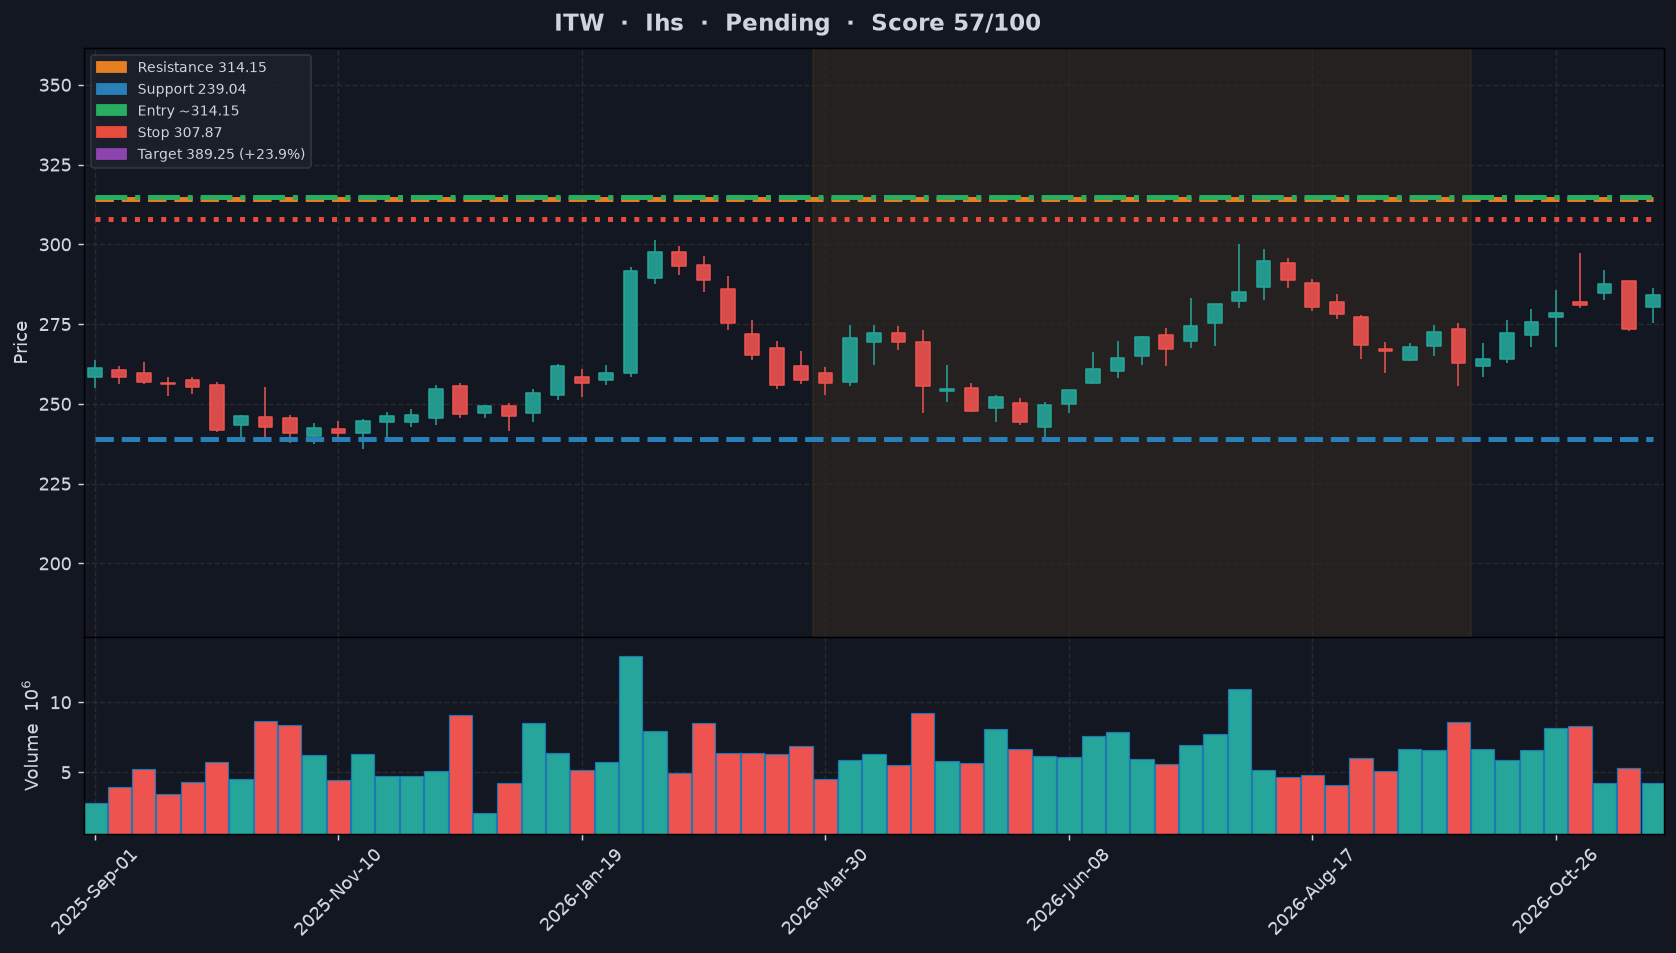 ITW · Ihs · Pending · Score 57/100
Resistance 314.15
Support 239.04
Entry ~314.15
Stop 307.87
Target 389.25 (+23.9%)
350
325
300
275
250
225
200
Price
10
5
Volume 10⁶
2025-Sep-01
2025-Nov-10
2026-Jan-19
2026-Mar-30
2026-Jun-08
2026-Aug-17
2026-Oct-26